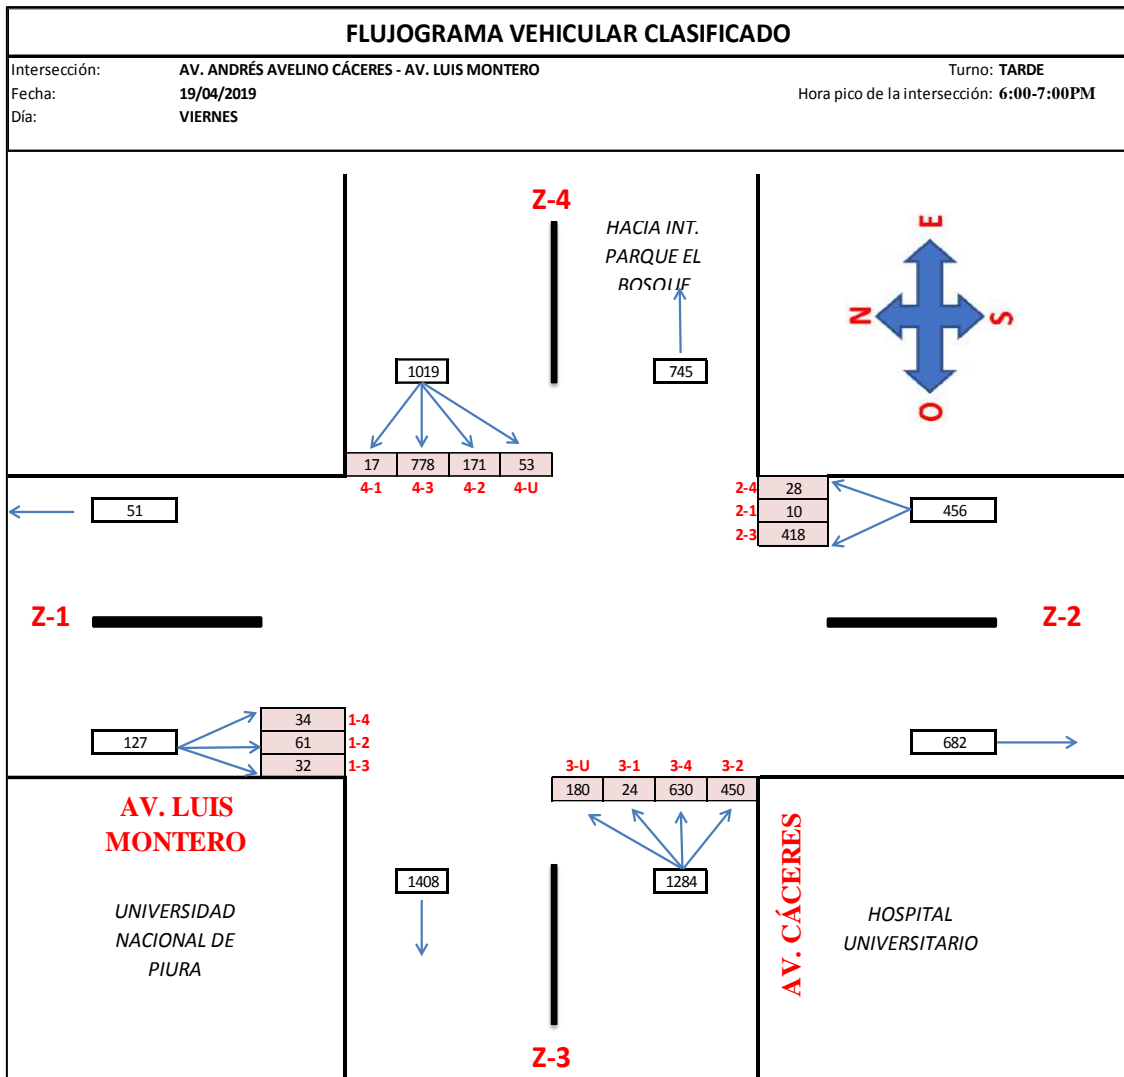 FLUJOGRAMA VEHICULAR CLASIFICADO
Intersección: AV. ANDRÉS AVELINO CÁCERES - AV. LUIS MONTERO Turno: TARDE
Fecha: 19/04/2019 Hora pico de la intersección: 6:00-7:00PM
Día: VIERNES
Z-4
HACIA INT.
PARQUE EL
BOSQUE
E
N S
O
1019 745
17 778 171 53
4-1 4-3 4-2 4-U
2-4 28
2-1 10
2-3 418
51 456
Z-1 Z-2
34 1-4
127 61 1-2 682
32 1-3
3-U 3-1 3-4 3-2
180 24 630 450
AV. LUIS
MONTERO
AV. CÁCERES
1408 1284
UNIVERSIDAD
NACIONAL DE
PIURA
HOSPITAL
UNIVERSITARIO
Z-3